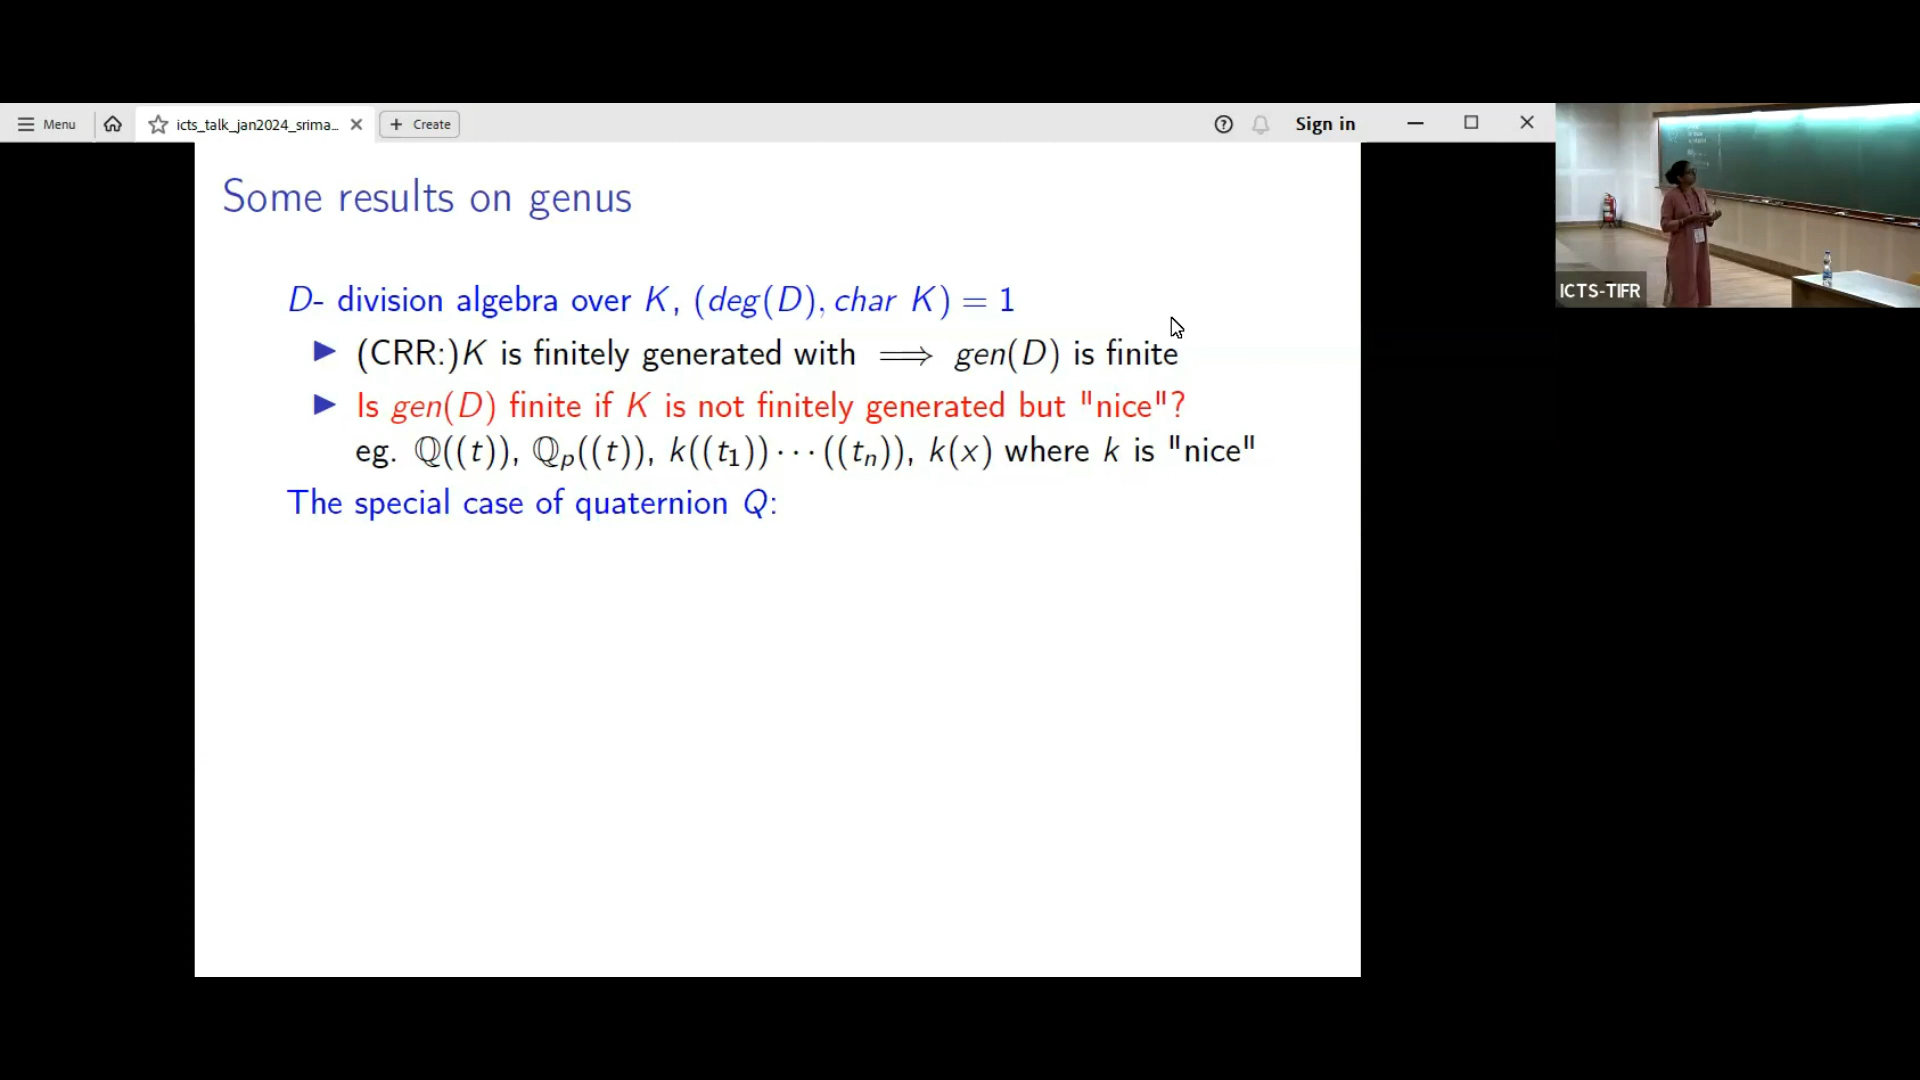 Menu
icts_talk_jan2024_srima...
Create
Sign in
Some results on genus
ICTS-TIFR
D- division algebra over K, (deg(D), char K) = 1
▶ (CRR:)K is finitely generated with ⟹ gen(D) is finite
▶ Is gen(D) finite if K is not finitely generated but "nice"?
eg. ℚ((t)), ℚ_p((t)), k((t₁))⋯((tₙ)), k(x) where k is "nice"
The special case of quaternion Q: